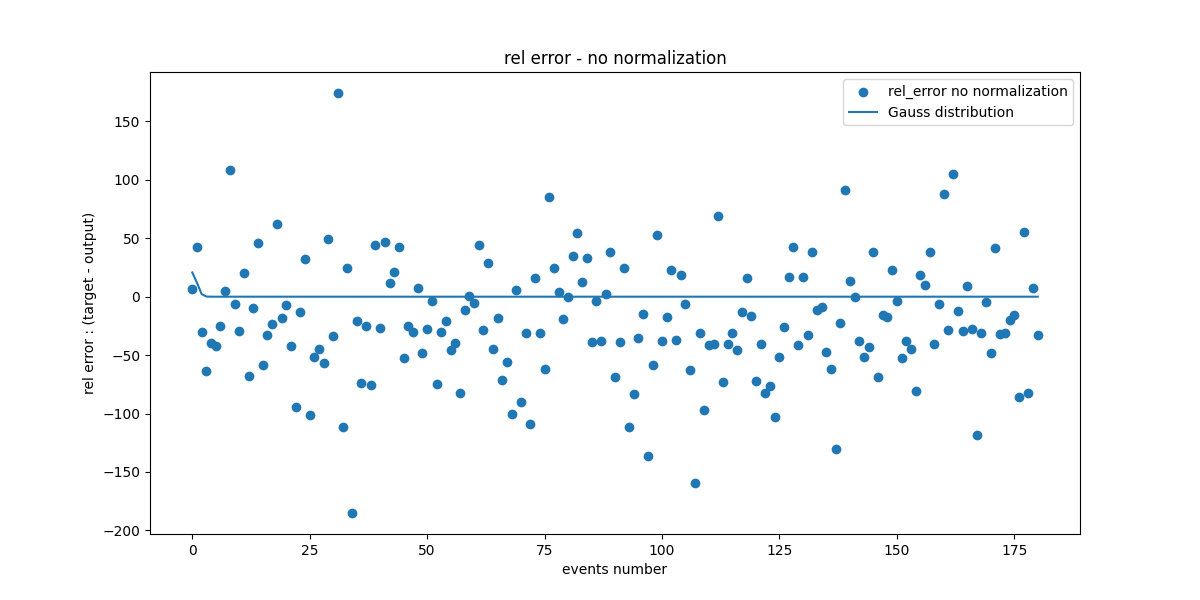 rel error - no normalization
rel_error no normalization
Gauss distribution
rel error : (target - output)
150
100
50
0
−50
−100
−150
−200
0 25 50 75 100 125 150 175
events number